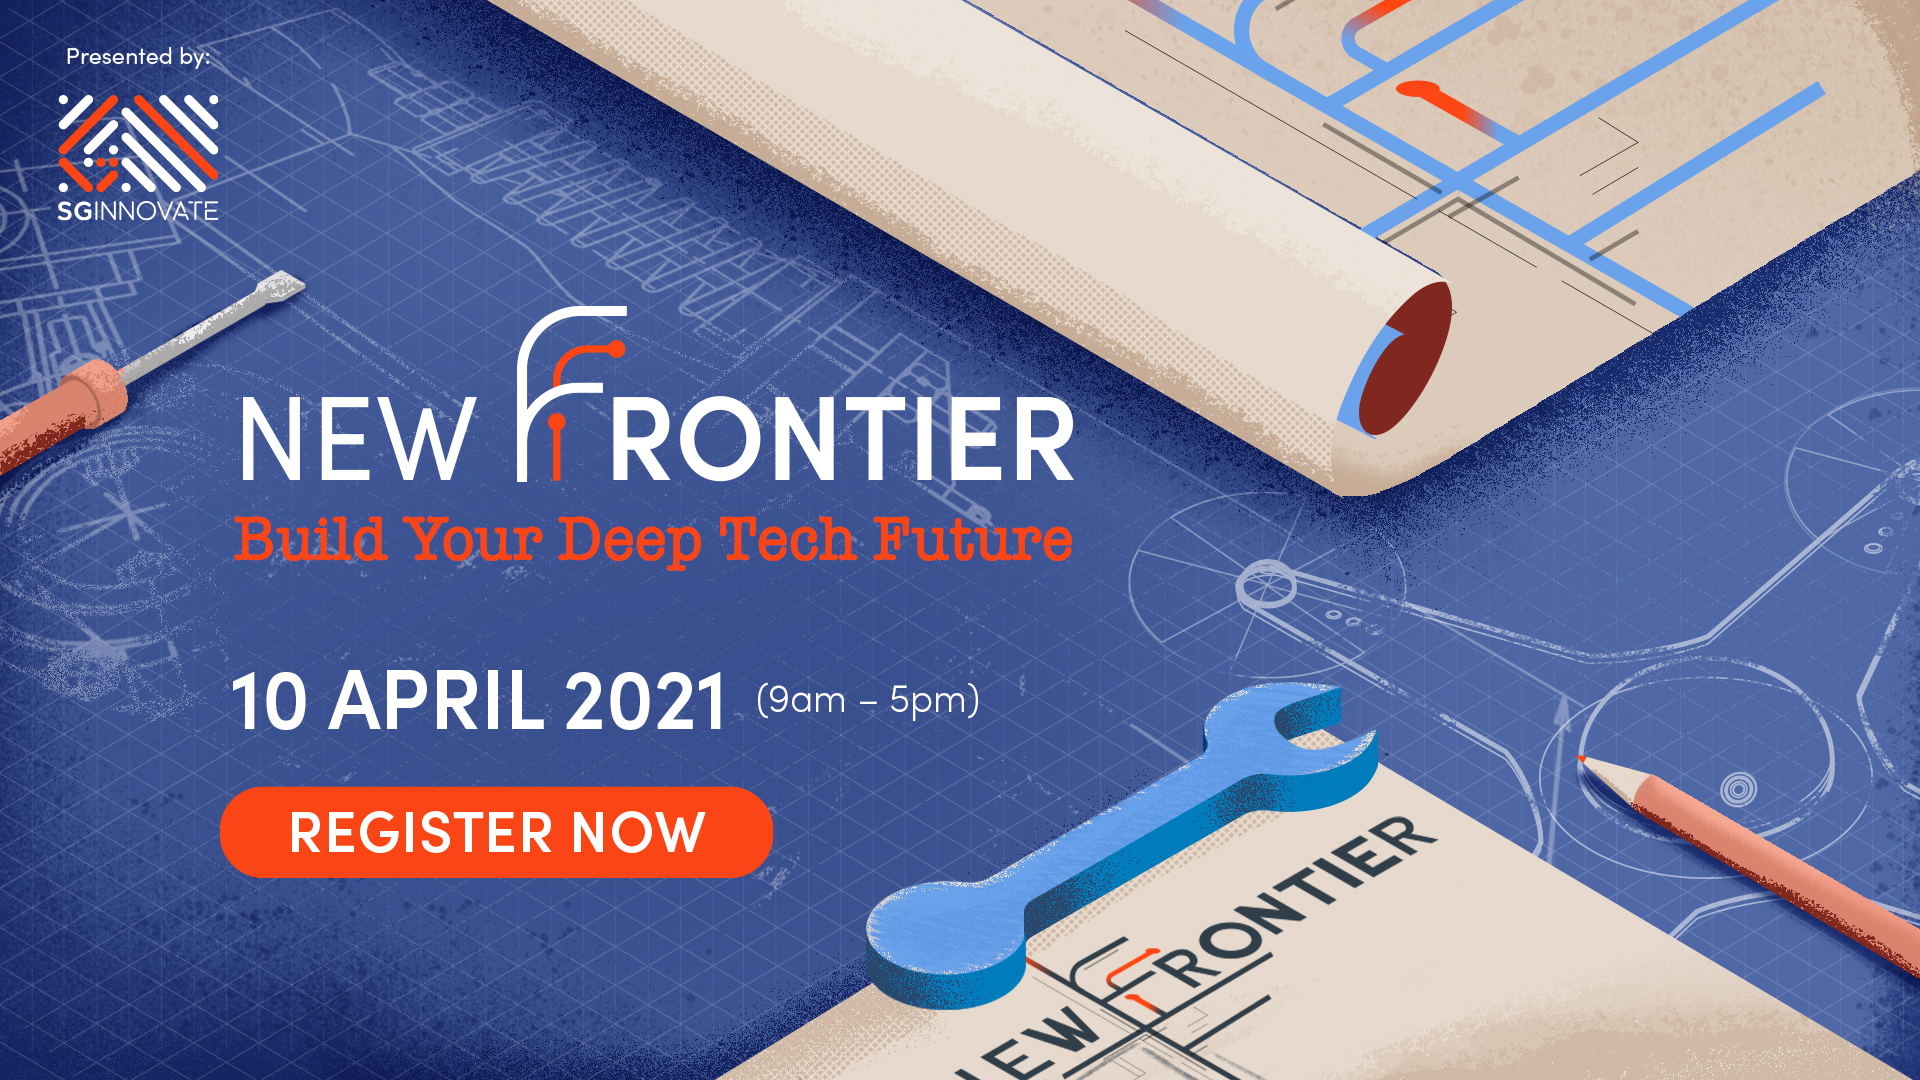 Presented by:
SGINNOVATE
NEW FRONTIER
Build Your Deep Tech Future
10 APRIL 2021 (9am – 5pm)
REGISTER NOW
NEW FRONTIER